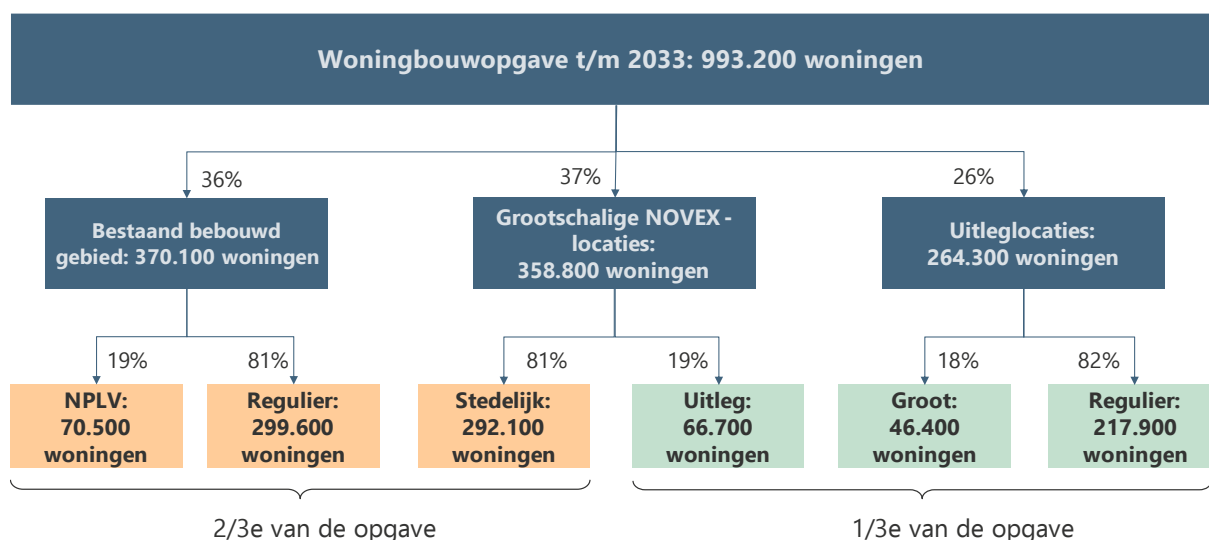 Woningbouwopgave t/m 2033: 993.200 woningen
36%
37%
26%
Bestaand bebouwd
gebied: 370.100 woningen
Grootschalige NOVEX -
locaties:
358.800 woningen
Uitleglocaties:
264.300 woningen
19%
81%
81%
19%
18%
82%
NPLV:
70.500
woningen
Regulier:
299.600
woningen
Stedelijk:
292.100
woningen
Uitleg:
66.700
woningen
Groot:
46.400
woningen
Regulier:
217.900
woningen
2/3e van de opgave
1/3e van de opgave